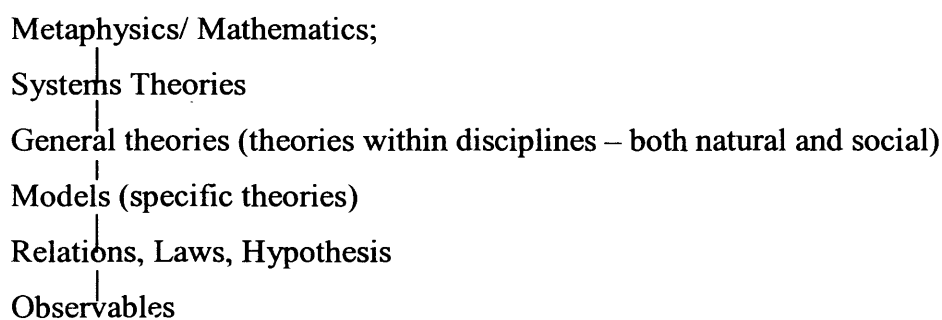 Metaphysics/ Mathematics;
Systems Theories
General theories (theories within disciplines – both natural and social)
Models (specific theories)
Relations, Laws, Hypothesis
Observables